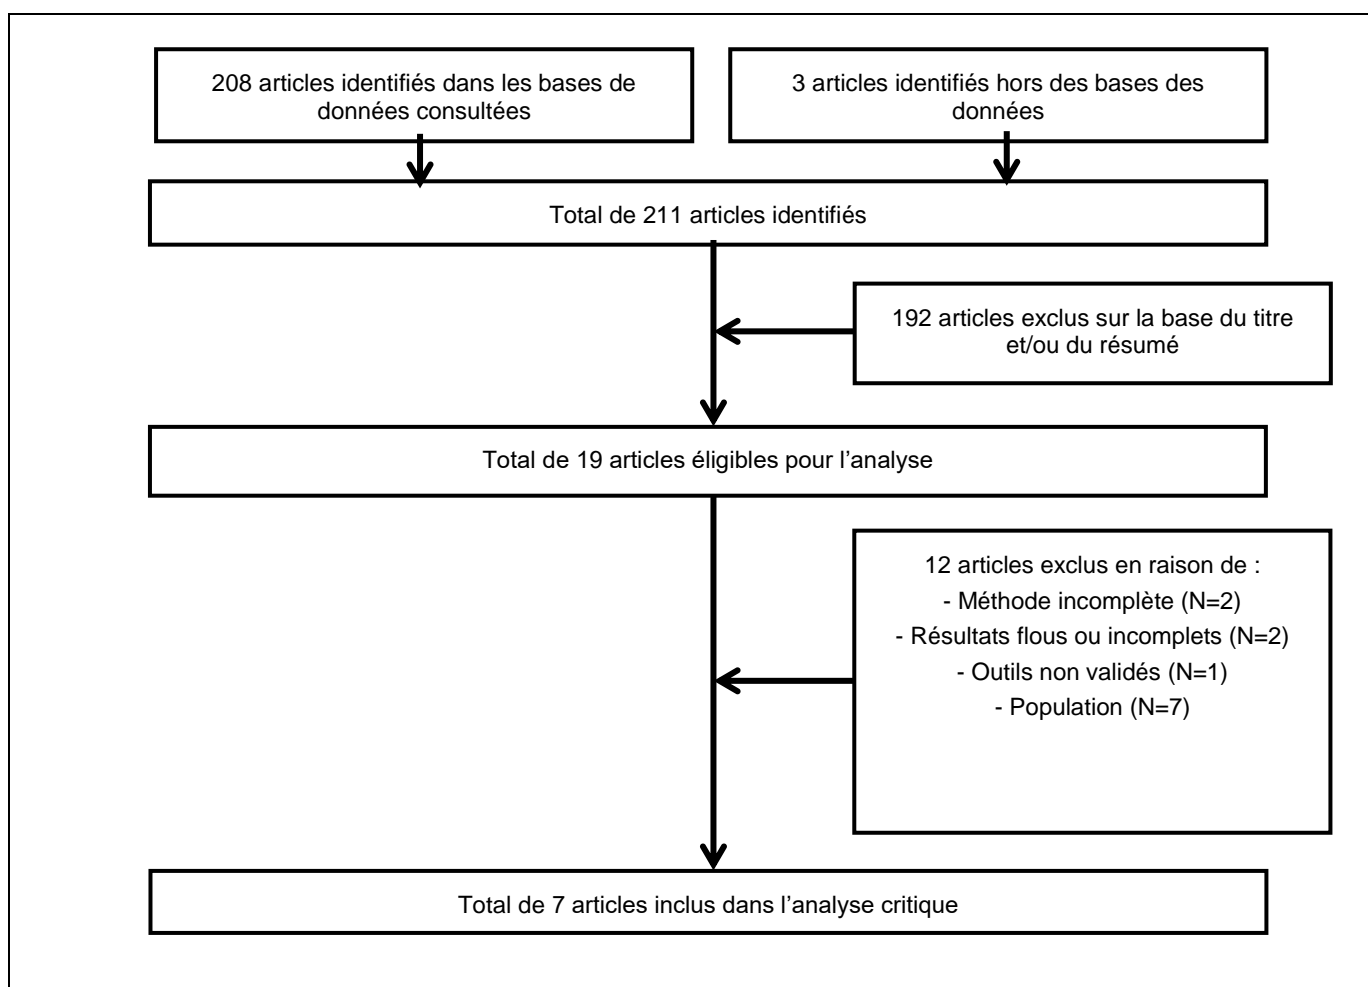 208 articles identifiés dans les bases de
données consultées
3 articles identifiés hors des bases des
données
Total de 211 articles identifiés
192 articles exclus sur la base du titre
et/ou du résumé
Total de 19 articles éligibles pour l’analyse
12 articles exclus en raison de :
- Méthode incomplète (N=2)
- Résultats flous ou incomplets (N=2)
- Outils non validés (N=1)
- Population (N=7)
Total de 7 articles inclus dans l’analyse critique